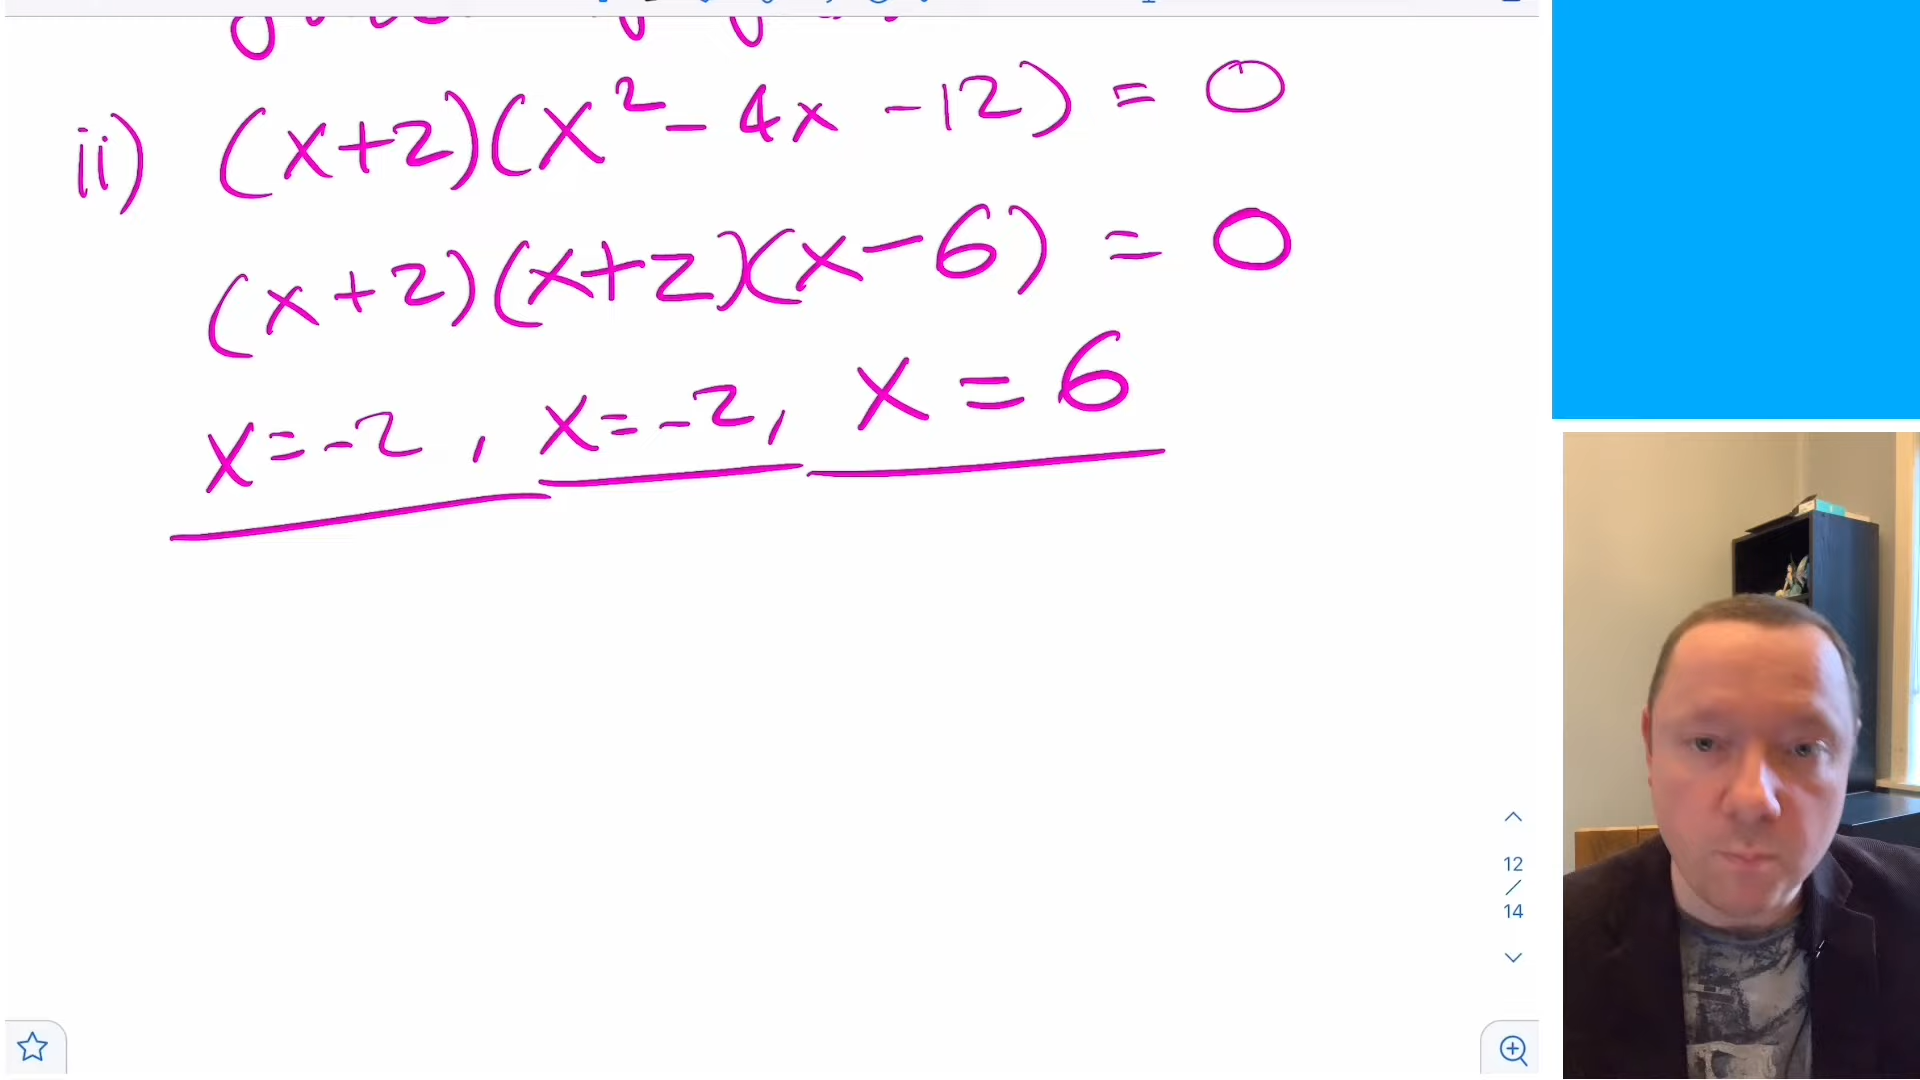 ii) (x+2)(x²-4x-12) = 0
(x+2)(x+2)(x-6) = 0
x=-2, x=-2, x = 6
12
/
14